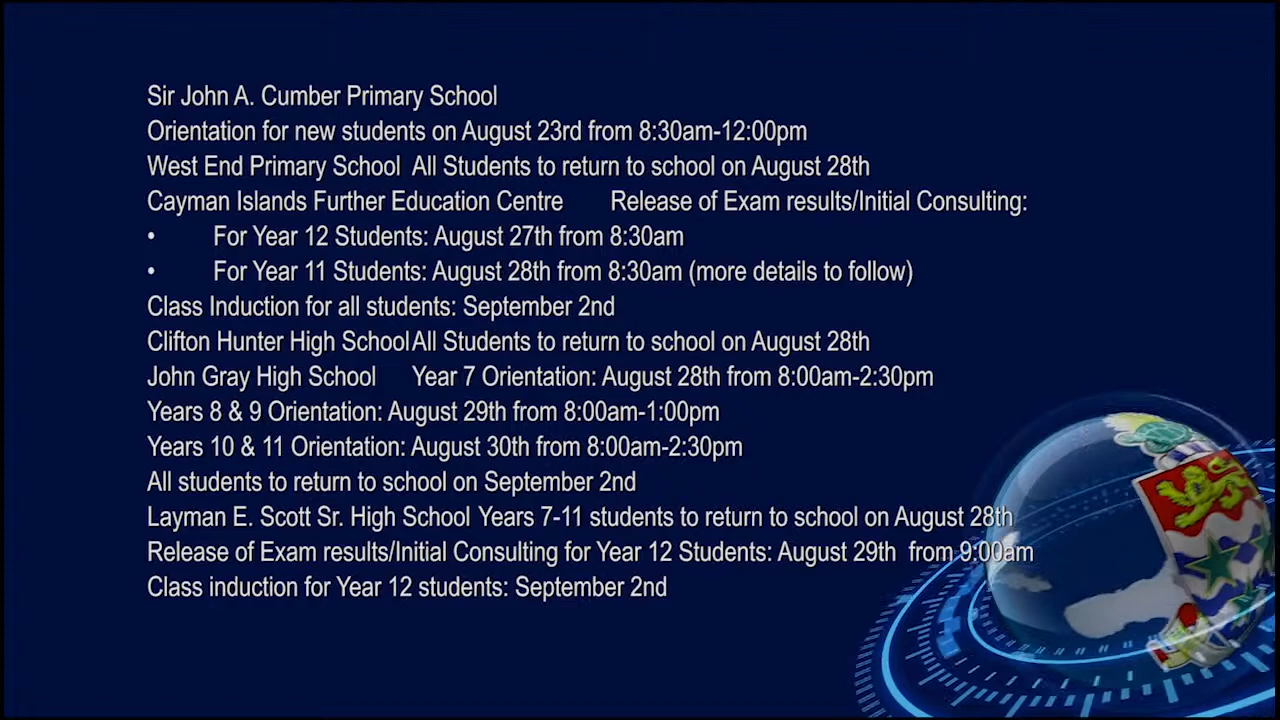 Sir John A. Cumber Primary School
Orientation for new students on August 23rd from 8:30am-12:00pm
West End Primary School All Students to return to school on August 28th
Cayman Islands Further Education Centre Release of Exam results/Initial Consulting:
• For Year 12 Students: August 27th from 8:30am
• For Year 11 Students: August 28th from 8:30am (more details to follow)
Class Induction for all students: September 2nd
Clifton Hunter High School All Students to return to school on August 28th
John Gray High School Year 7 Orientation: August 28th from 8:00am-2:30pm
Years 8 & 9 Orientation: August 29th from 8:00am-1:00pm
Years 10 & 11 Orientation: August 30th from 8:00am-2:30pm
All students to return to school on September 2nd
Layman E. Scott Sr. High School Years 7-11 students to return to school on August 28th
Release of Exam results/Initial Consulting for Year 12 Students: August 29th from 9:00am
Class induction for Year 12 students: September 2nd